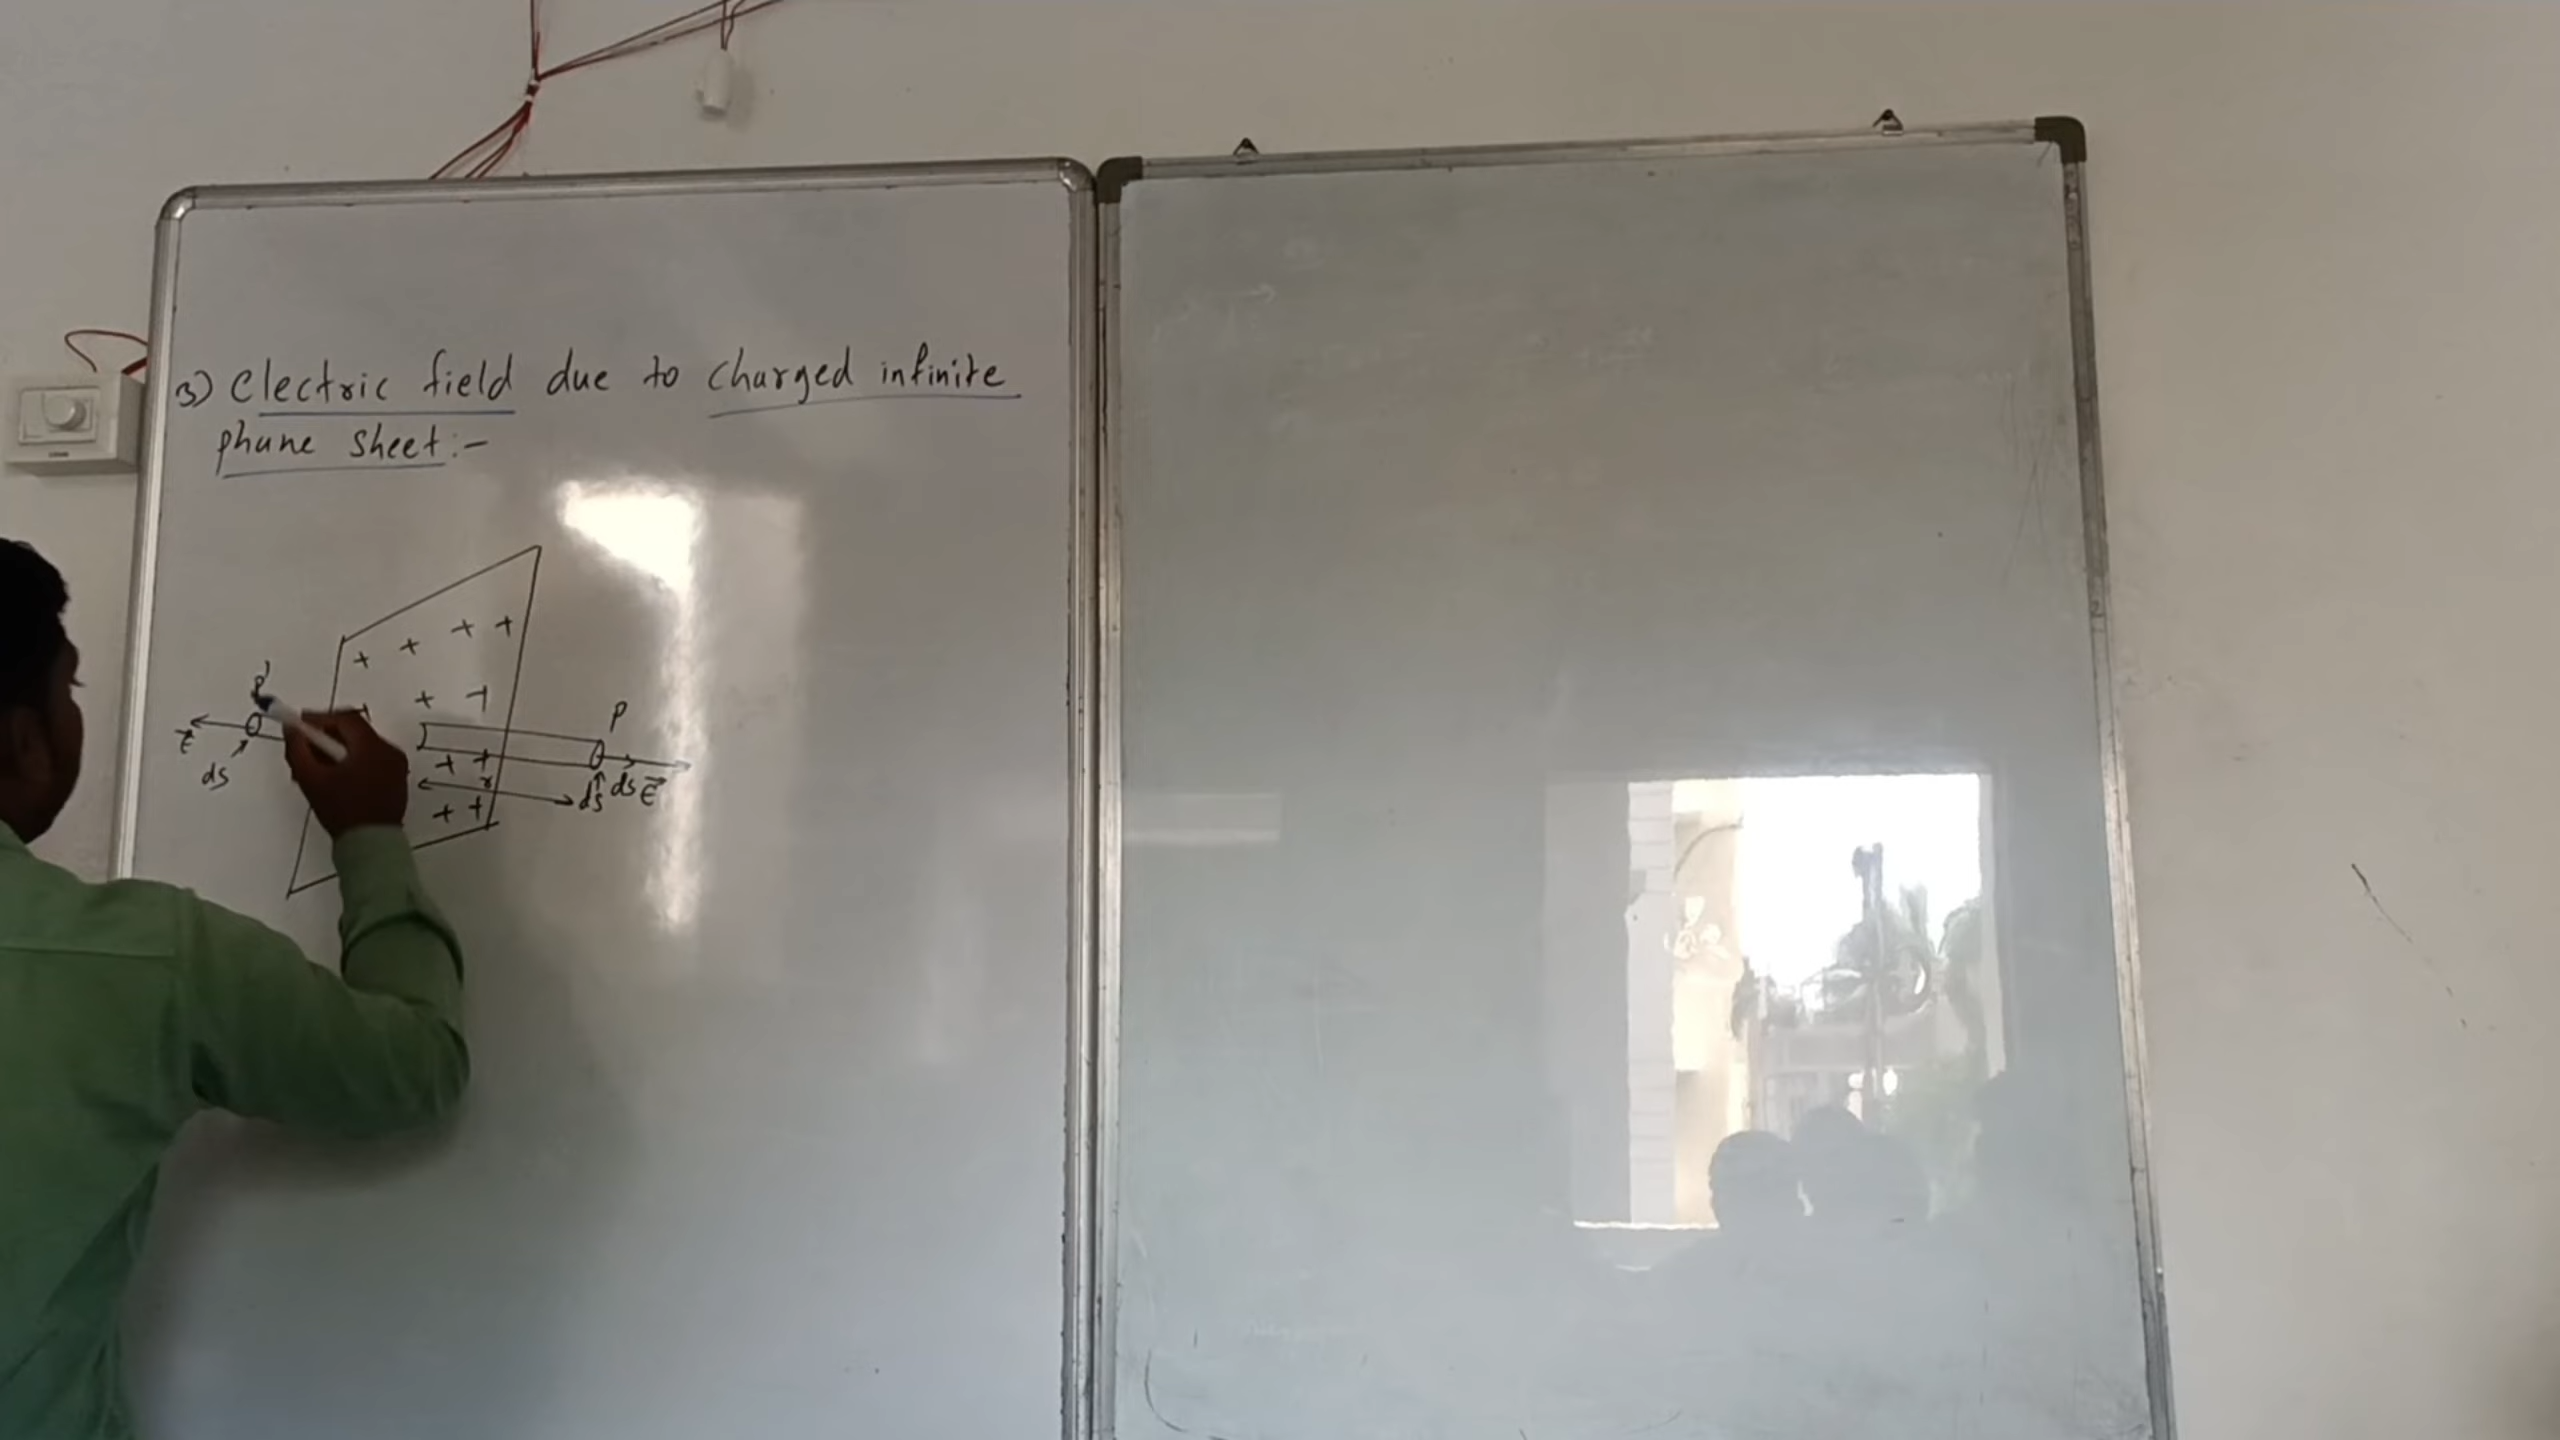 3) Electric field due to charged infinite
phane sheet:-
+ + + +
+ + +
P'
P
E
ds
+ +
r
ds ds E
+ +